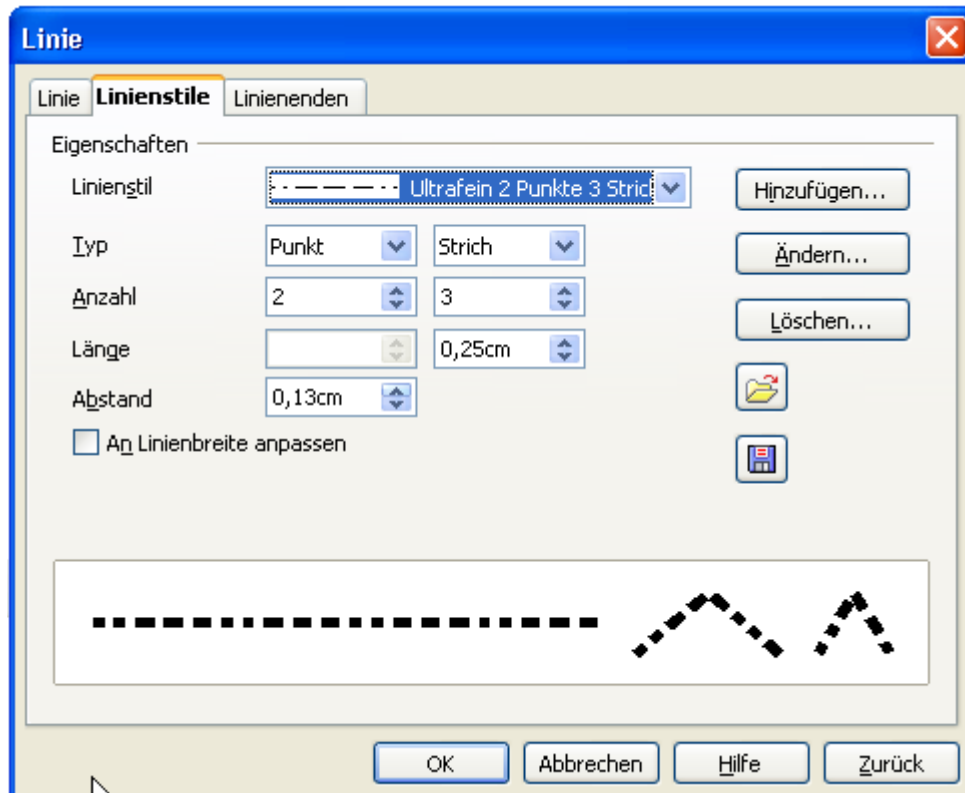 Linie
Linie Linienstile Linienenden
Eigenschaften
Linienstil Ultrafein 2 Punkte 3 Stric Hinzufügen...
Typ Punkt Strich Ändern...
Anzahl 2 3
Löschen...
Länge 0,25cm
Abstand 0,13cm
An Linienbreite anpassen
OK Abbrechen Hilfe Zurück